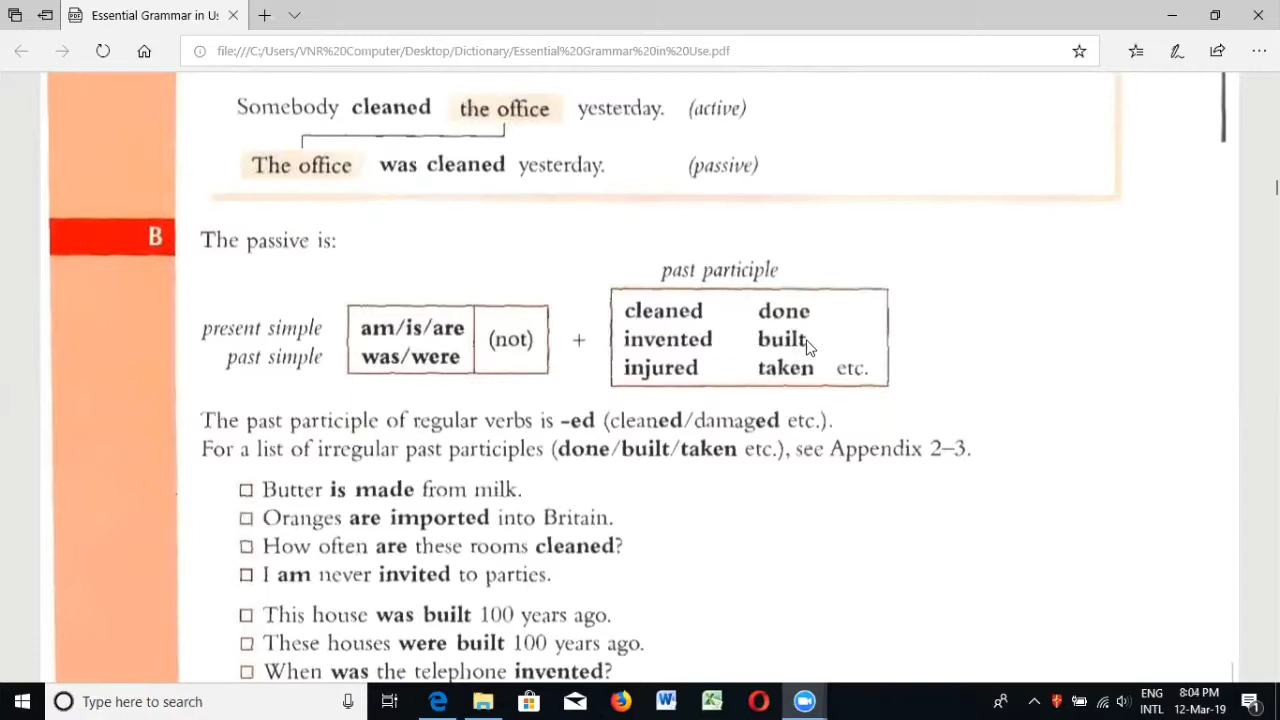 Essential Grammar in Us
file:///C:/Users/VNR%20Computer/Desktop/Dictionary/Essential%20Grammar%20in%20Use.pdf
Somebody cleaned the office yesterday. (active)
The office was cleaned yesterday. (passive)
B The passive is:
past participle
present simple am/is/are (not) + cleaned done
past simple was/were invented built
injured taken etc.
The past participle of regular verbs is -ed (cleaned/damaged etc.).
For a list of irregular past participles (done/built/taken etc.), see Appendix 2–3.
□ Butter is made from milk.
□ Oranges are imported into Britain.
□ How often are these rooms cleaned?
□ I am never invited to parties.
□ This house was built 100 years ago.
□ These houses were built 100 years ago.
□ When was the telephone invented?
Type here to search
ENG 8:04 PM
INTL 12-Mar-19